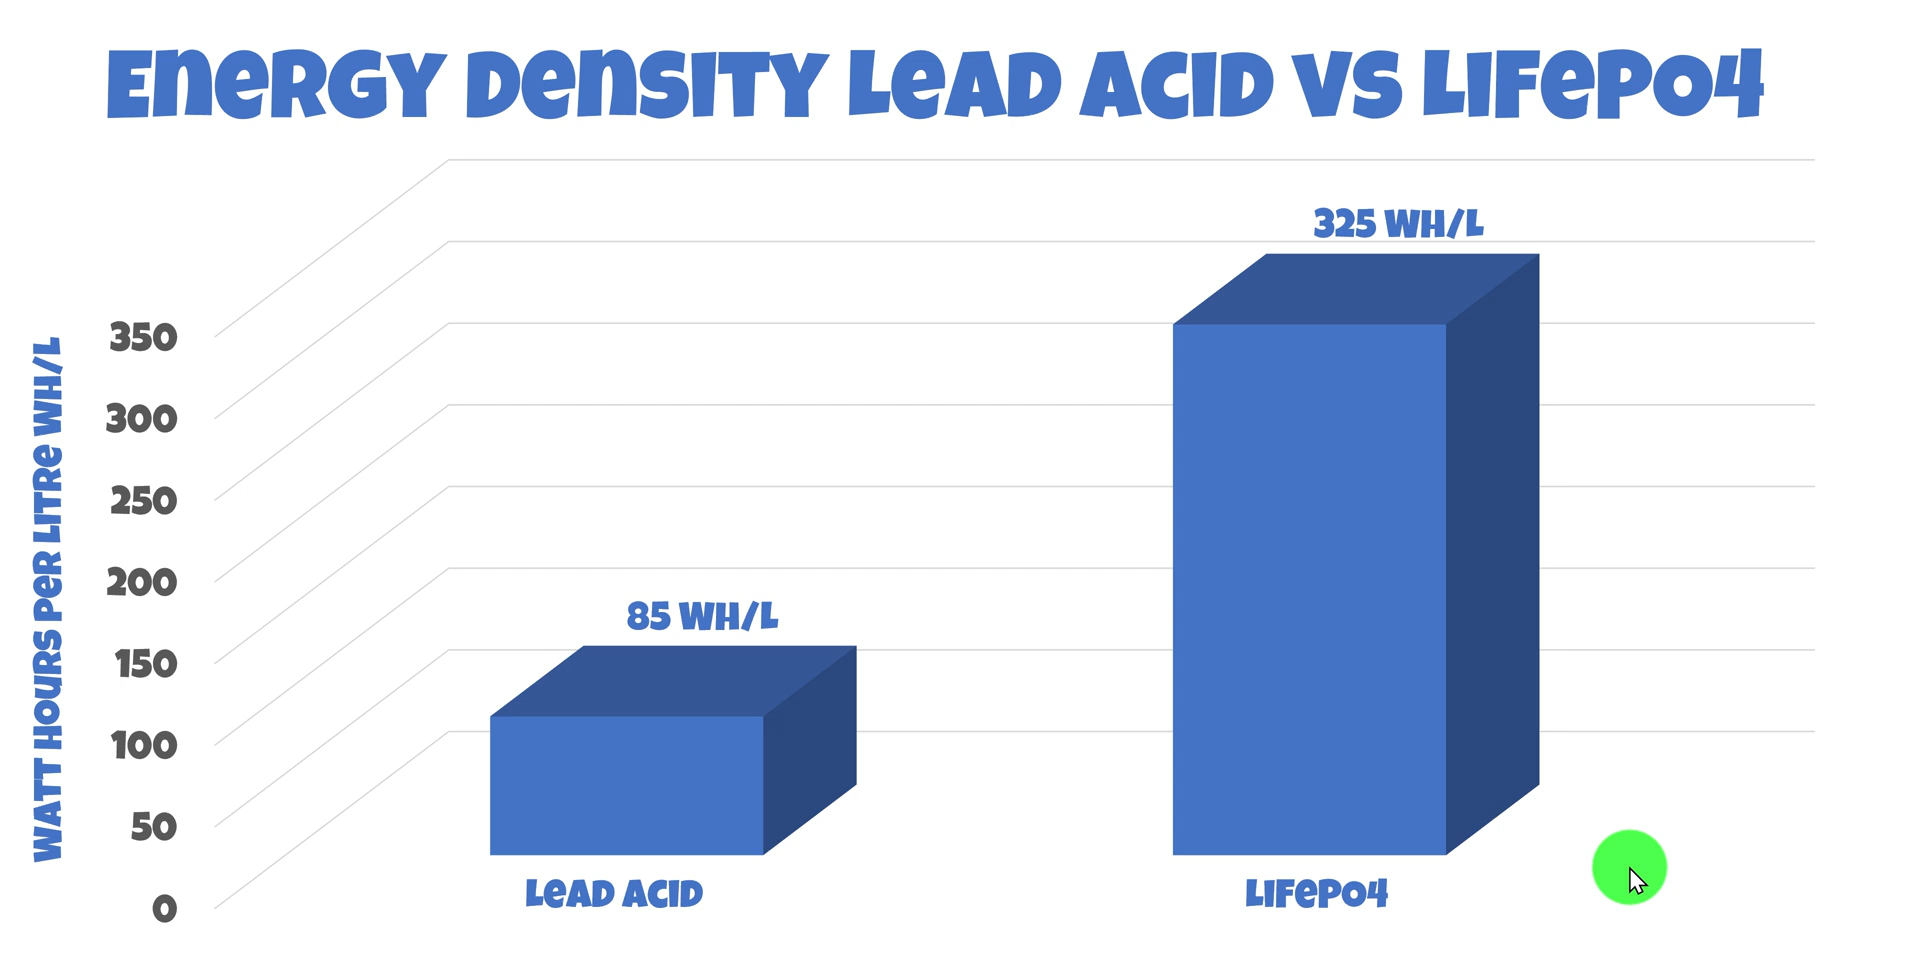 Energy Density Lead Acid vs LiFePO4
325 Wh/L
350
300
250
200
150
100
50
0
Watt Hours per Litre Wh/L
85 Wh/L
Lead Acid
LiFePO4